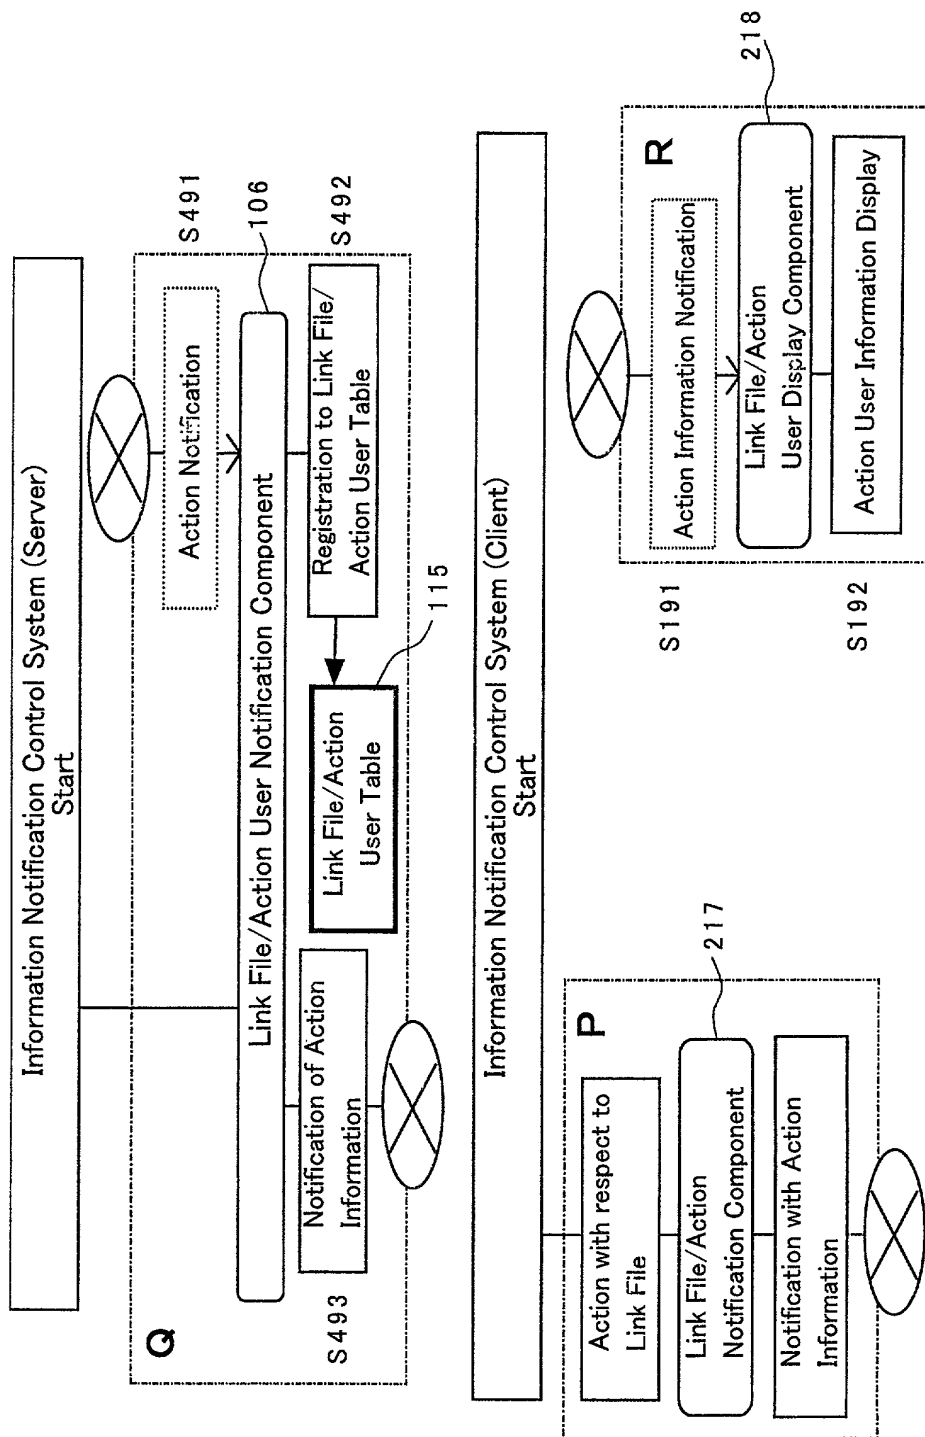 Information Notification Control System (Server)
Start
Q
S491
Action Notification
106
Link File/Action User Notification Component
S492
Registration to Link File/
Action User Table
115
Link File/Action
User Table
S493
Notification of Action
Information
Information Notification Control System (Client)
Start
P
Action with respect to
Link File
217
Link File/Action
Notification Component
Notification with Action
Information
R
S191
Action Information Notification
218
Link File/Action
User Display Component
S192
Action User Information Display